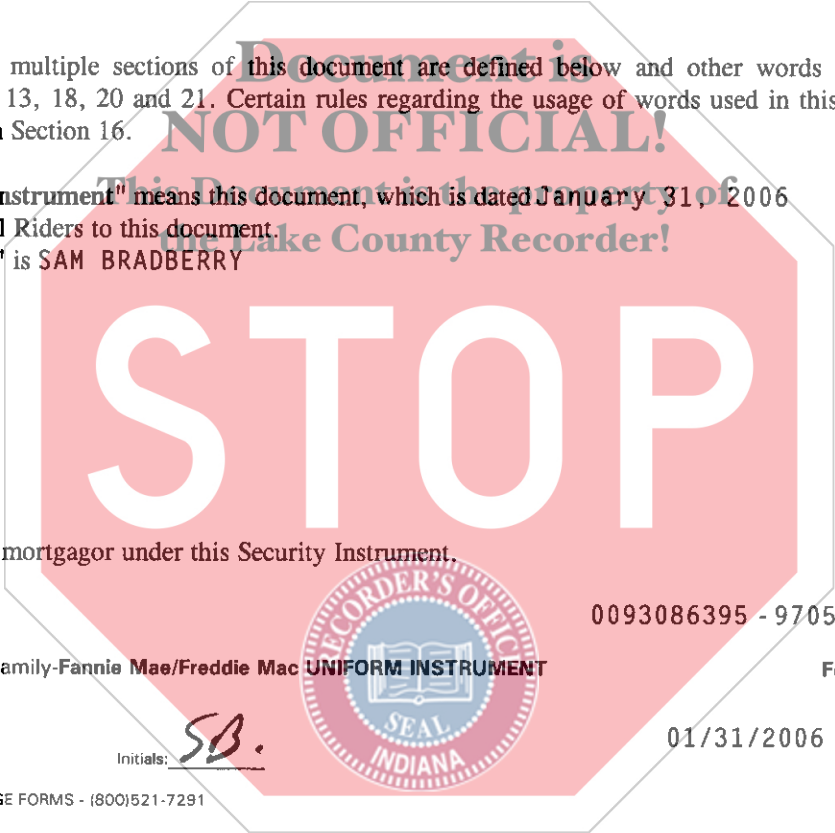 Document is
multiple sections of this document are defined below and other words
13, 18, 20 and 21. Certain rules regarding the usage of words used in this
Section 16.
NOT OFFICIAL!
This Document is the property of
nstrument" means this document, which is dated January 31, 2006
Riders to this document.
the Lake County Recorder!
" is SAM BRADBERRY
STOP
mortgagor under this Security Instrument.
RECORDER'S OFFICE
0093086395 - 9705
amily-Fannie Mae/Freddie Mac UNIFORM INSTRUMENT
SEAL
INDIANA
Initials: SB.
01/31/2006
GE FORMS - (800)521-7291